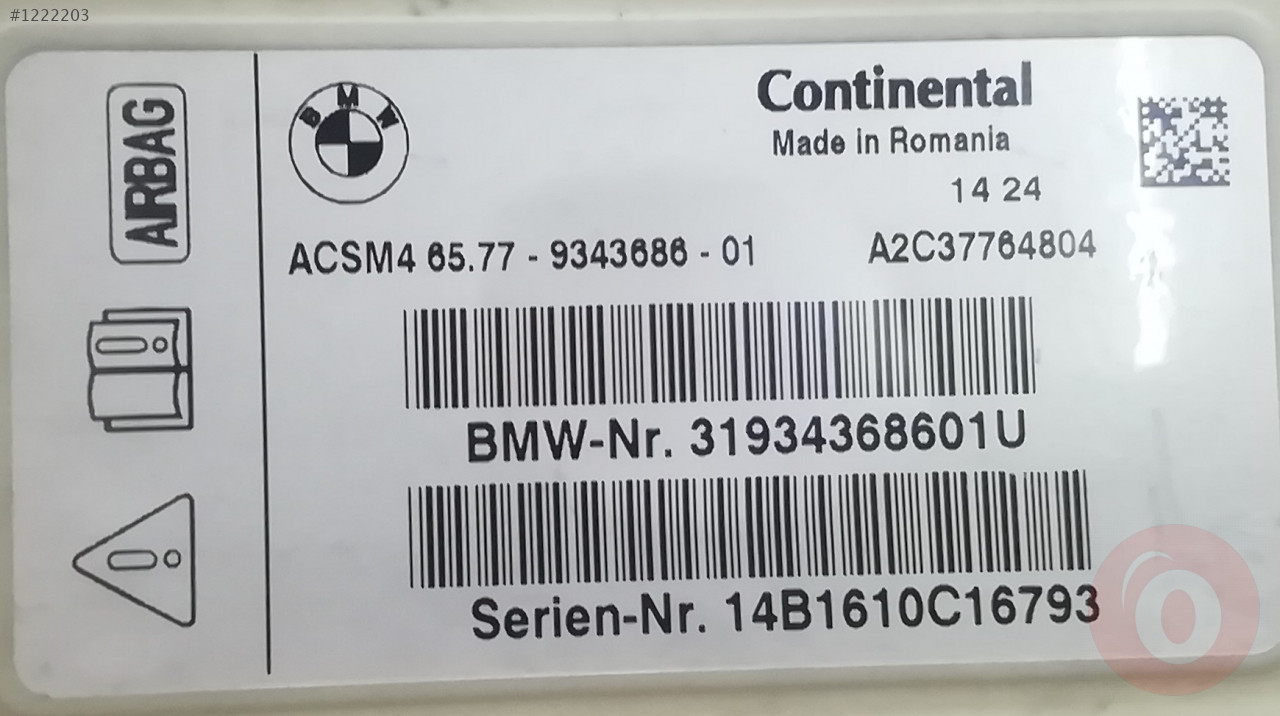 #1222203
AIRBAG
BMW
Continental
Made in Romania
14 24
ACSM4 65.77 - 9343686 - 01
A2C37764804
BMW-Nr. 31934368601U
Serien-Nr. 14B1610C16793